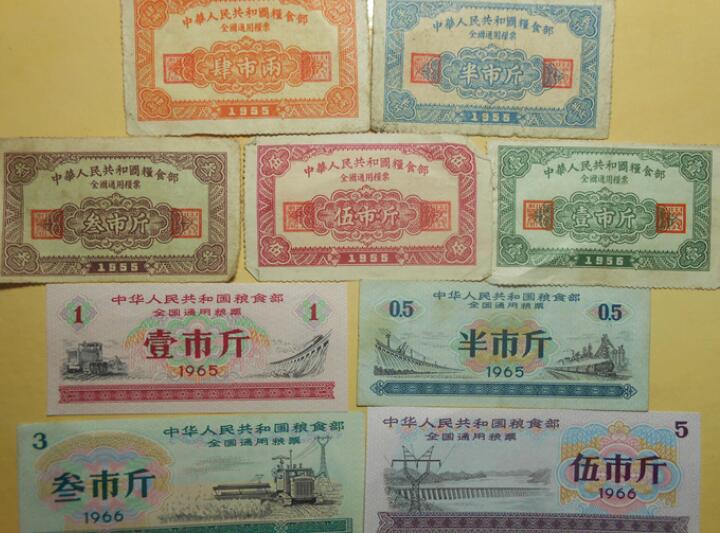 中華人民共和國糧食部
全國通用糧票
肆市兩
1955
中華人民共和國糧食部
全國通用糧票
半市斤
1955
中華人民共和國糧食部
全國通用糧票
叁市斤
1955
中華人民共和國糧食部
全國通用糧票
伍市斤
1955
中華人民共和國糧食部
全國通用糧票
壹市斤
1955
中华人民共和国粮食部
全国通用粮票
1
1
壹市斤
1965
中华人民共和国粮食部
全国通用粮票
0.5
0.5
半市斤
1965
中华人民共和国粮食部
全国通用粮票
3
叁市斤
1966
中华人民共和国粮食部
全国通用粮票
5
伍市斤
1966